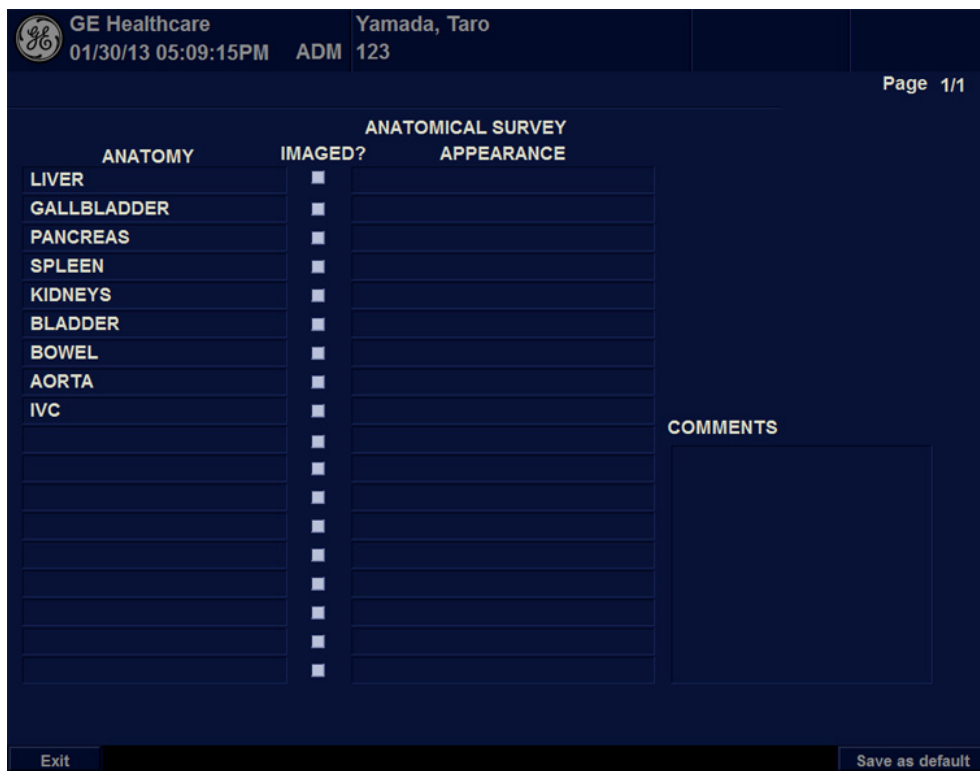 GE Healthcare Yamada, Taro
01/30/13 05:09:15PM ADM 123
Page 1/1
ANATOMICAL SURVEY
ANATOMY IMAGED? APPEARANCE
LIVER
GALLBLADDER
PANCREAS
SPLEEN
KIDNEYS
BLADDER
BOWEL
AORTA
IVC
COMMENTS
Exit Save as default